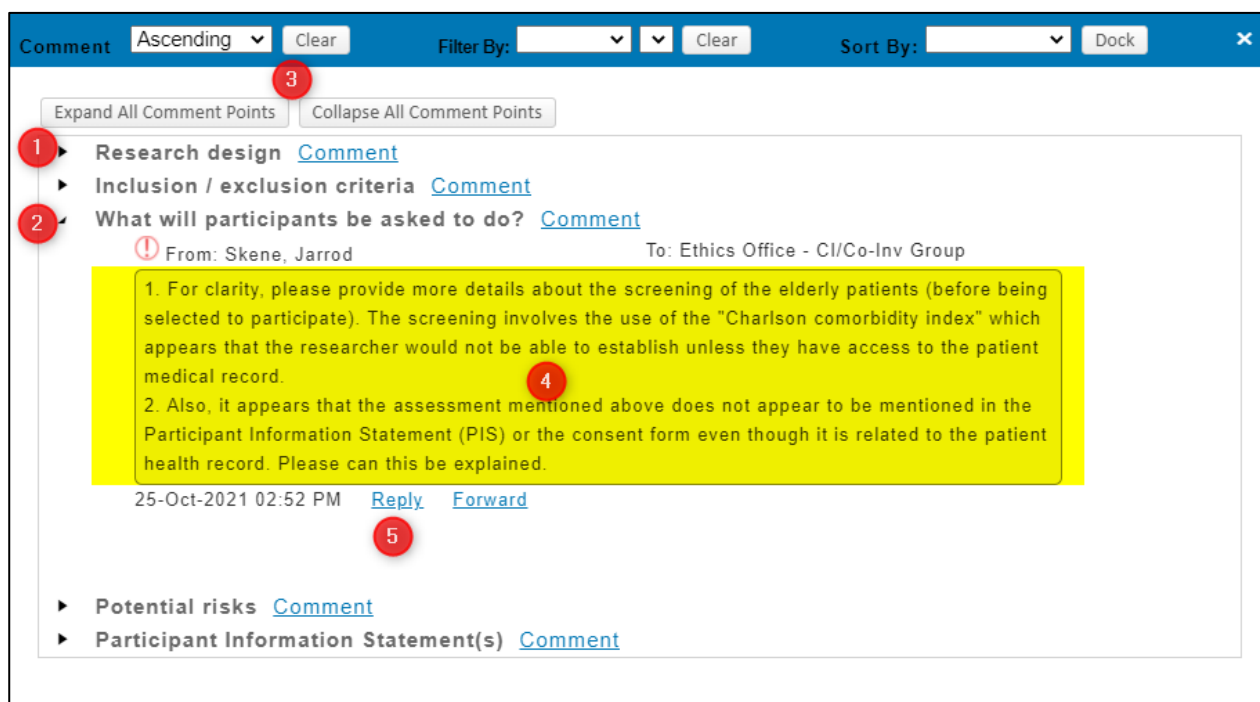 Comment Ascending Clear Filter By: Clear Sort By: Dock ×
3
Expand All Comment Points Collapse All Comment Points
1 Research design Comment
Inclusion / exclusion criteria Comment
2 What will participants be asked to do? Comment
From: Skene, Jarrod To: Ethics Office - CI/Co-Inv Group
1. For clarity, please provide more details about the screening of the elderly patients (before being
selected to participate). The screening involves the use of the "Charlson comorbidity index" which
appears that the researcher would not be able to establish unless they have access to the patient
medical record.
4
2. Also, it appears that the assessment mentioned above does not appear to be mentioned in the
Participant Information Statement (PIS) or the consent form even though it is related to the patient
health record. Please can this be explained.
25-Oct-2021 02:52 PM Reply Forward
5
Potential risks Comment
Participant Information Statement(s) Comment